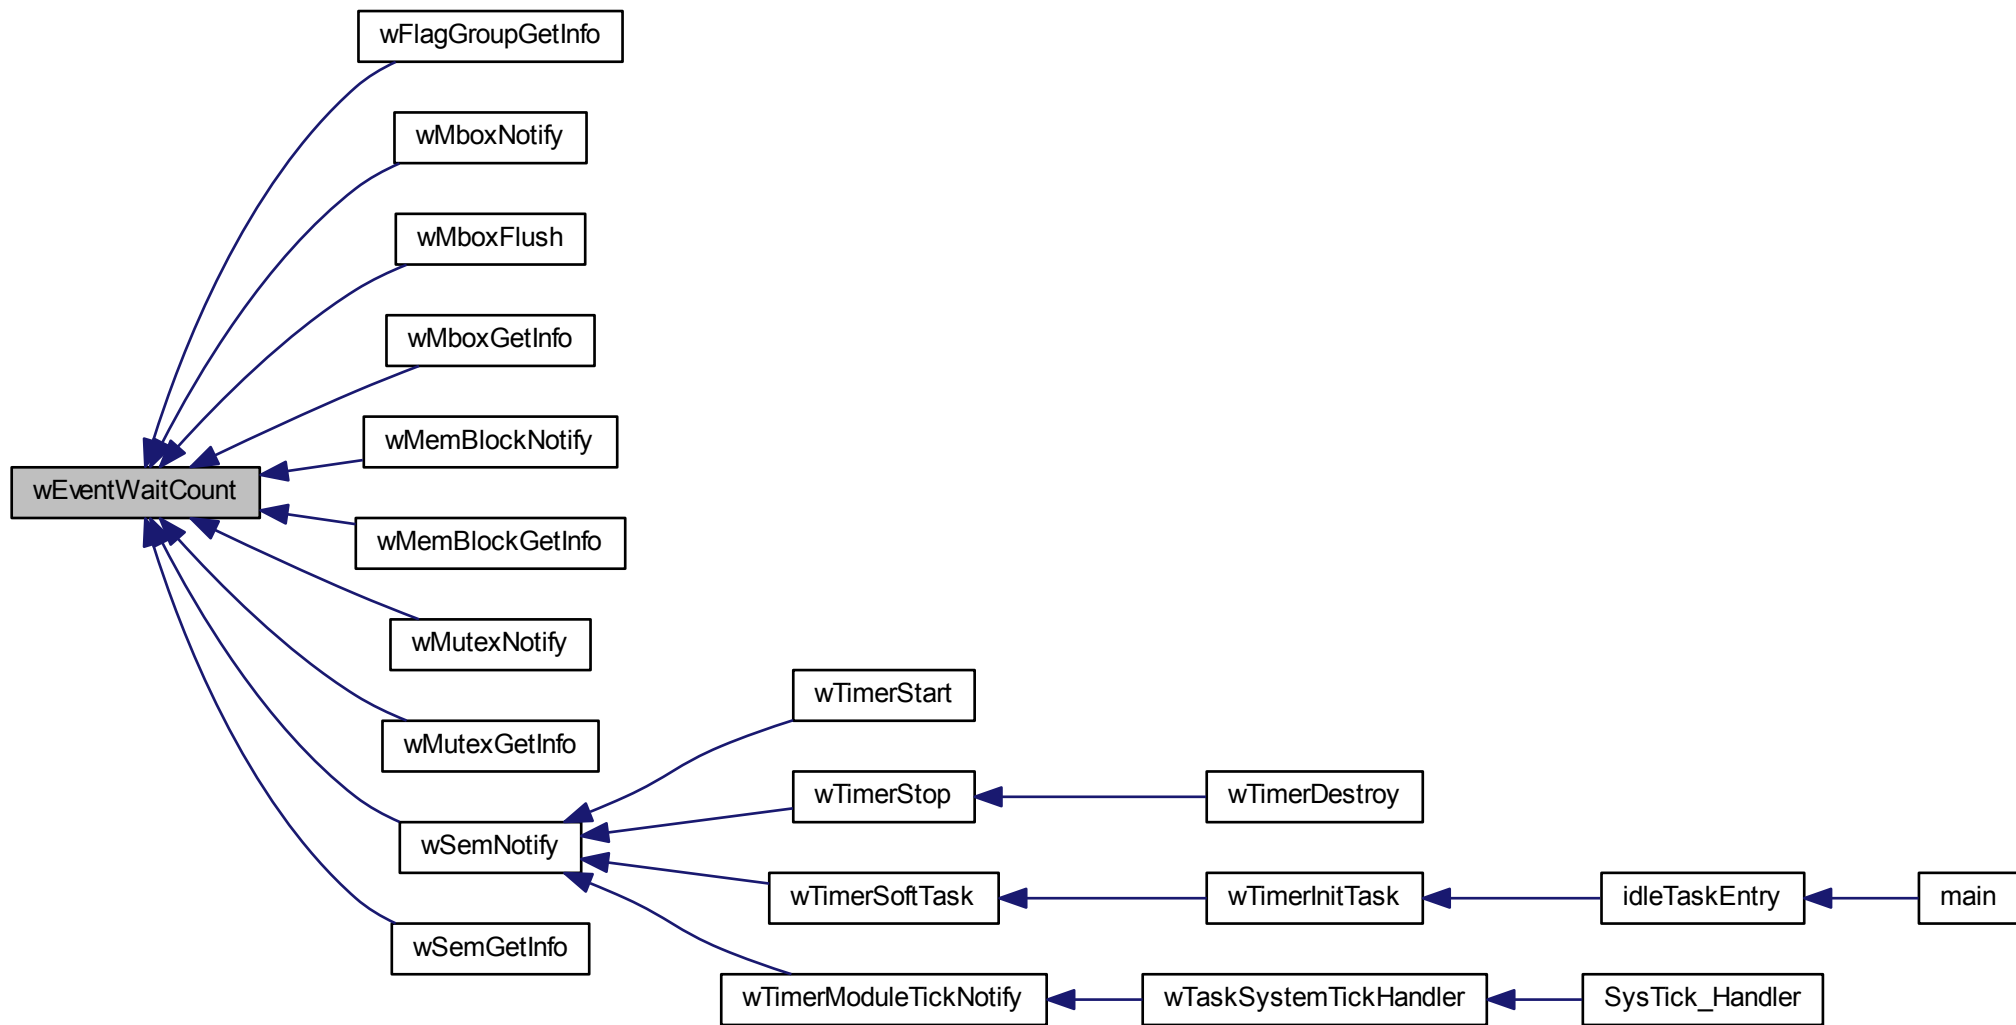 wFlagGroupGetInfo
wMboxNotify
wMboxFlush
wMboxGetInfo
wMemBlockNotify
wEventWaitCount
wMemBlockGetInfo
wMutexNotify
wTimerStart
wMutexGetInfo
wTimerStop
wTimerDestroy
wSemNotify
wTimerSoftTask
wTimerInitTask
idleTaskEntry
main
wSemGetInfo
wTimerModuleTickNotify
wTaskSystemTickHandler
SysTick_Handler